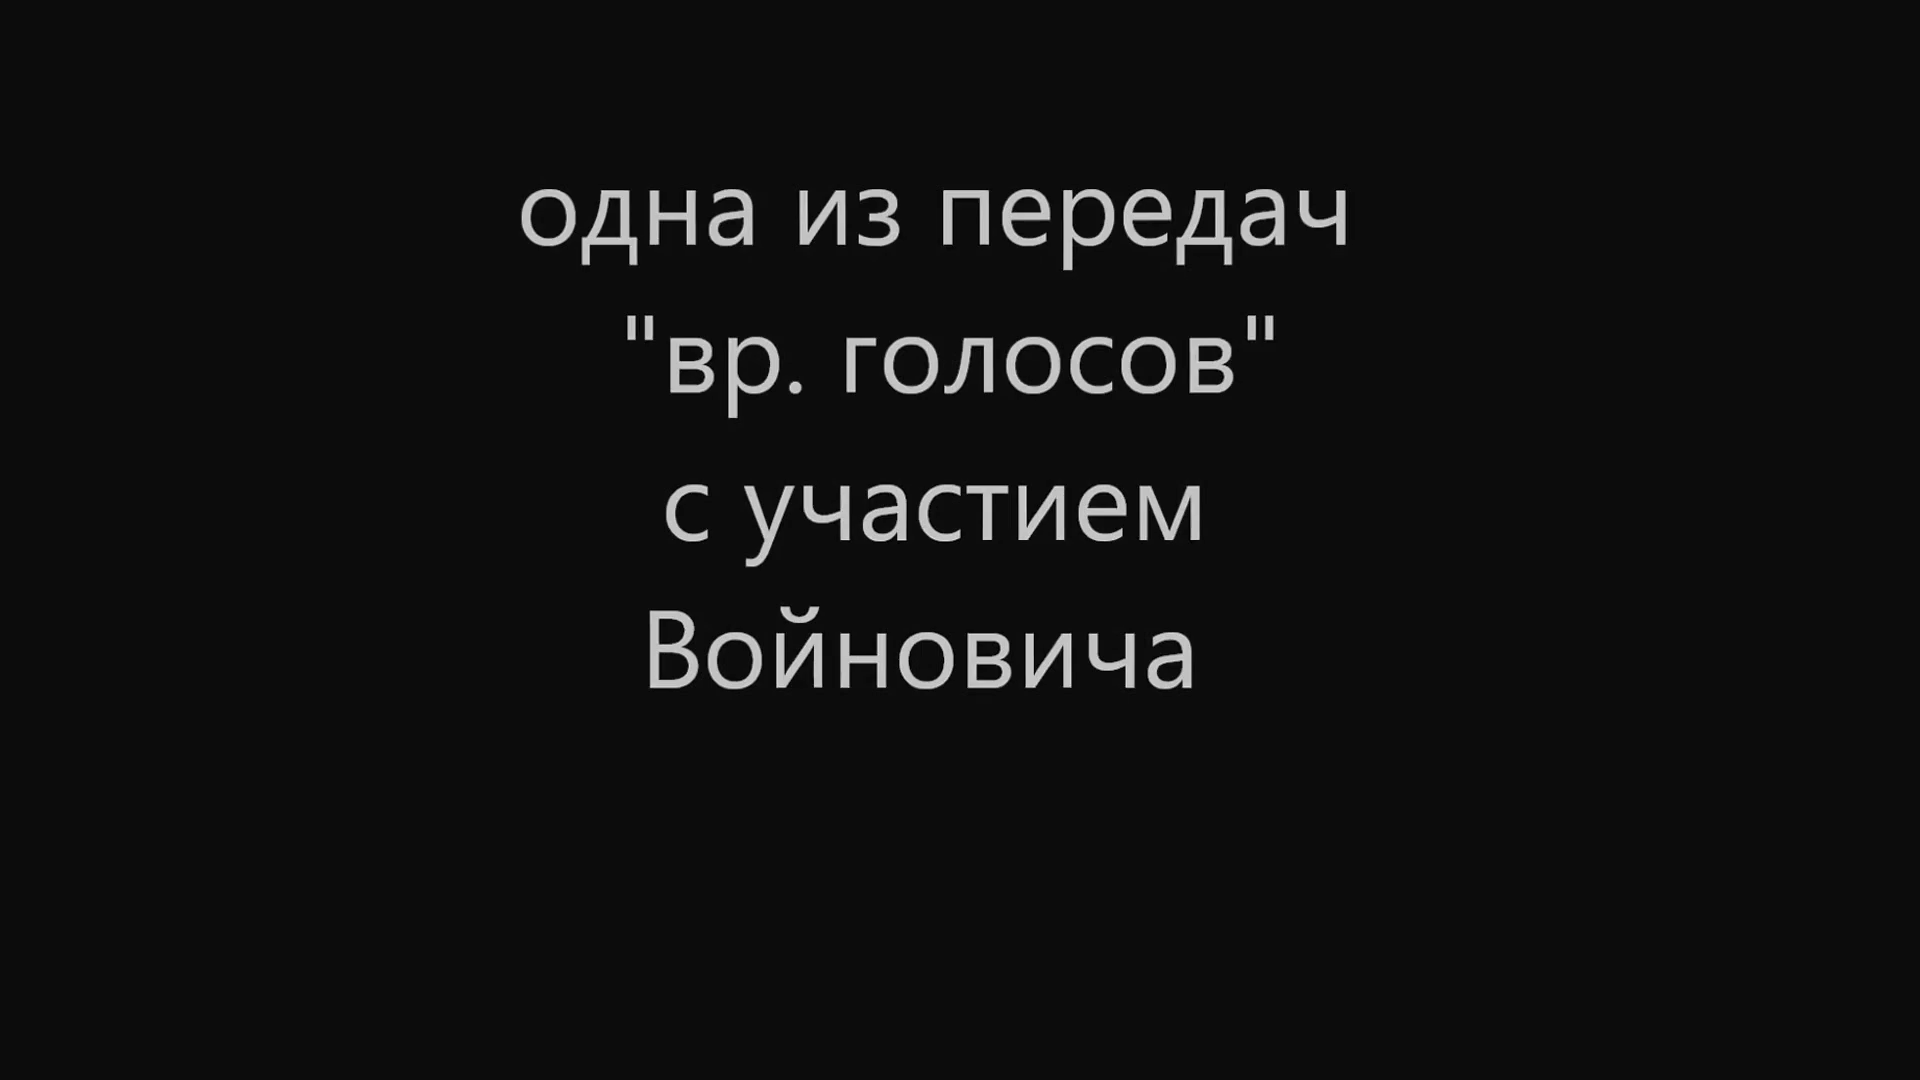 одна из передач
"вр. голосов"
с участием
Войновича